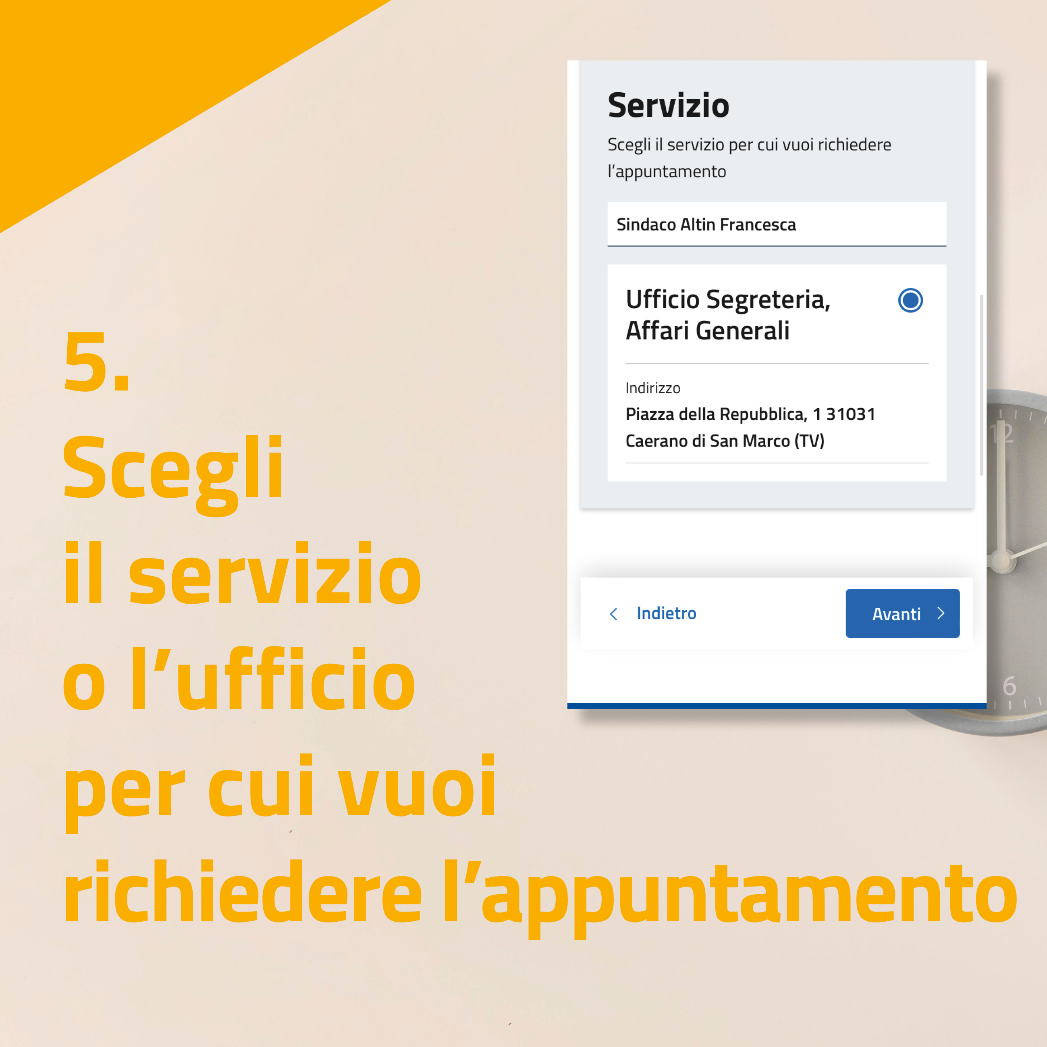 5.
Scegli
il servizio
o l’ufficio
per cui vuoi
richiedere l’appuntamento
Servizio
Scegli il servizio per cui vuoi richiedere
l’appuntamento
Sindaco Altin Francesca
Ufficio Segreteria,
Affari Generali
Indirizzo
Piazza della Repubblica, 1 31031
Caerano di San Marco (TV)
Indietro
Avanti
12
6